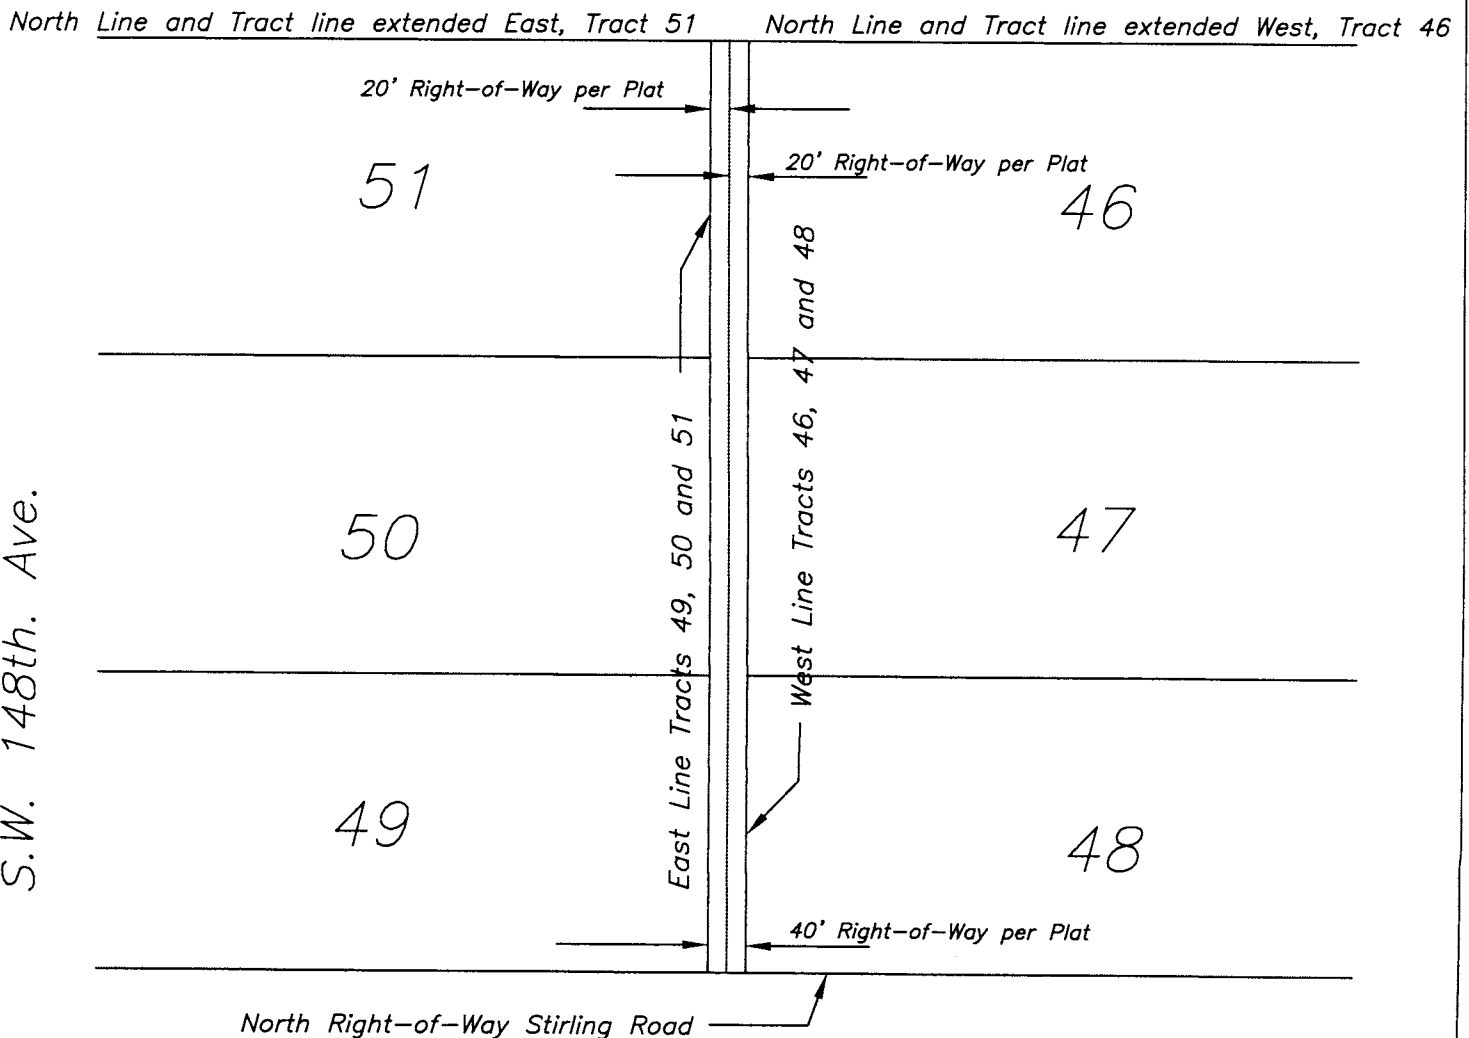 North Line and Tract line extended East, Tract 51
North Line and Tract line extended West, Tract 46
20' Right-of-Way per Plat
20' Right-of-Way per Plat
51
46
East Line Tracts 49, 50 and 51
West Line Tracts 46, 47 and 48
S.W. 148th. Ave.
50
47
49
48
40' Right-of-Way per Plat
North Right-of-Way Stirling Road